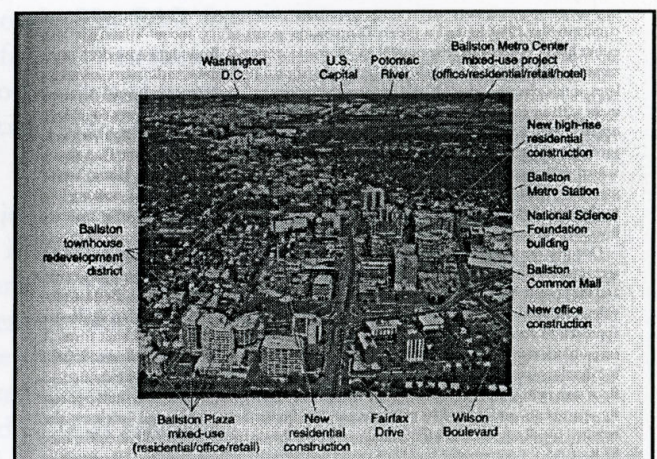 Washington
D.C.
U.S.
Capital
Potomac
River
Ballston Metro Center
mixed-use project
(office/residential/retail/hotel)
New high-rise
residential
construction
Ballston
Metro Station
National Science
Foundation
building
Ballston
Common Mall
New office
construction
Ballston
townhouse
redevelopment
district
Ballston Plaza
mixed-use
(residential/office/retail)
New
residential
construction
Fairfax
Drive
Wilson
Boulevard